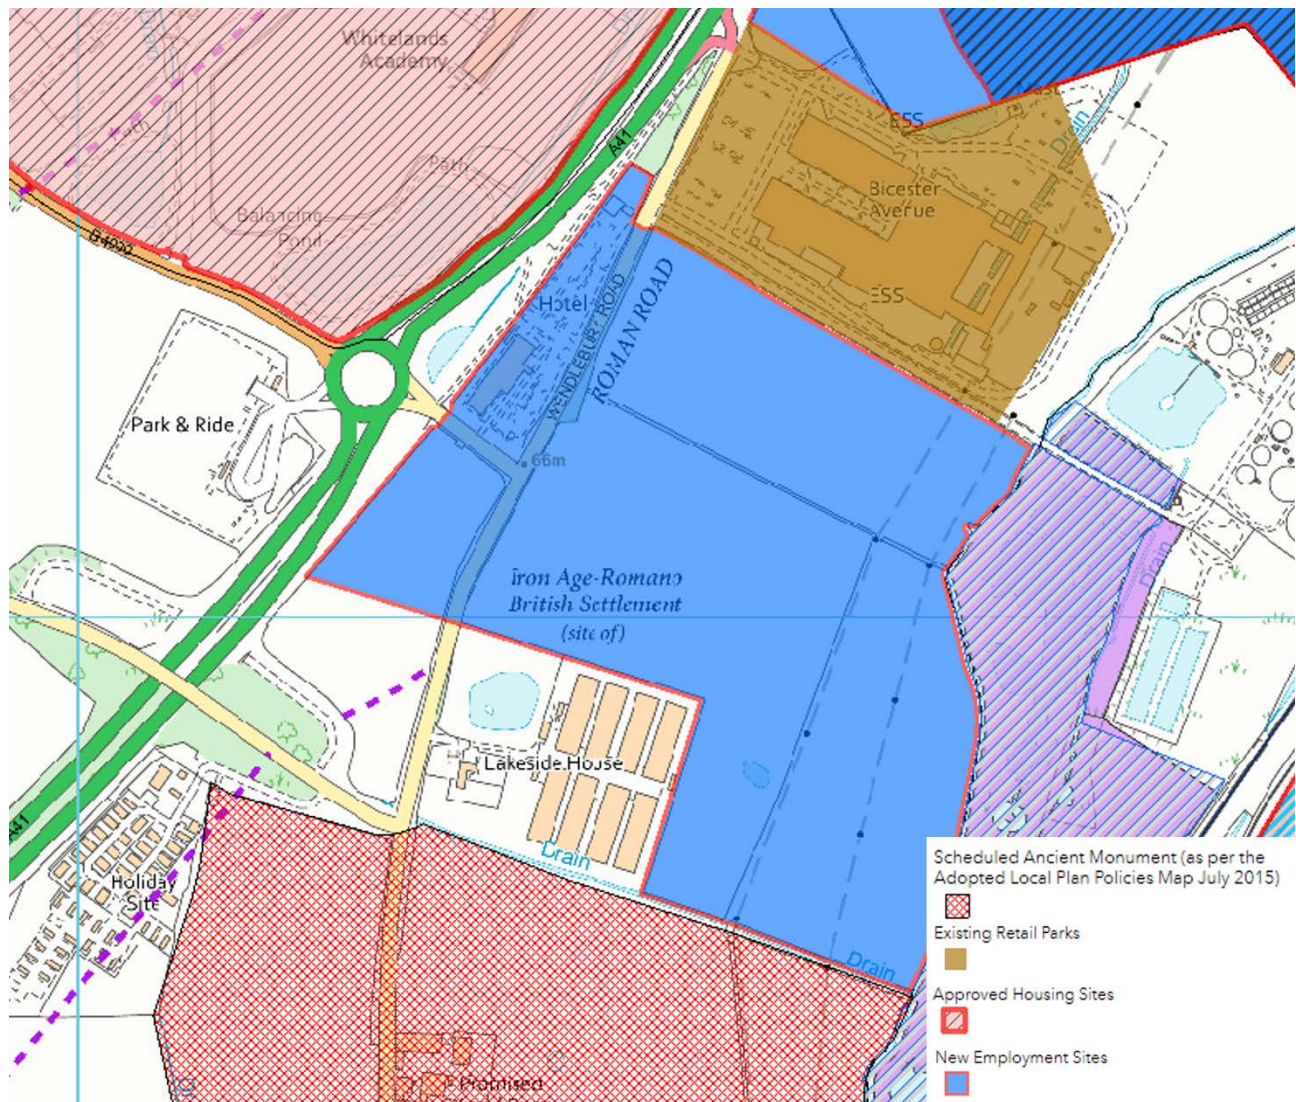 Whitelands
Academy
Drain
A41
ESS
Drain
Path
Bicester
Avenue
Balancing
Pond
B4030
Hotel
ESS
WENDLEBURY ROAD
ROMAN ROAD
Park & Ride
66m
Drain
Iron Age-Romano
British Settlement
(site of)
Lakeside House
A41
Drain
Holiday
Site
Drain
Promised
Scheduled Ancient Monument (as per the
Adopted Local Plan Policies Map July 2015)
Existing Retail Parks
Approved Housing Sites
New Employment Sites